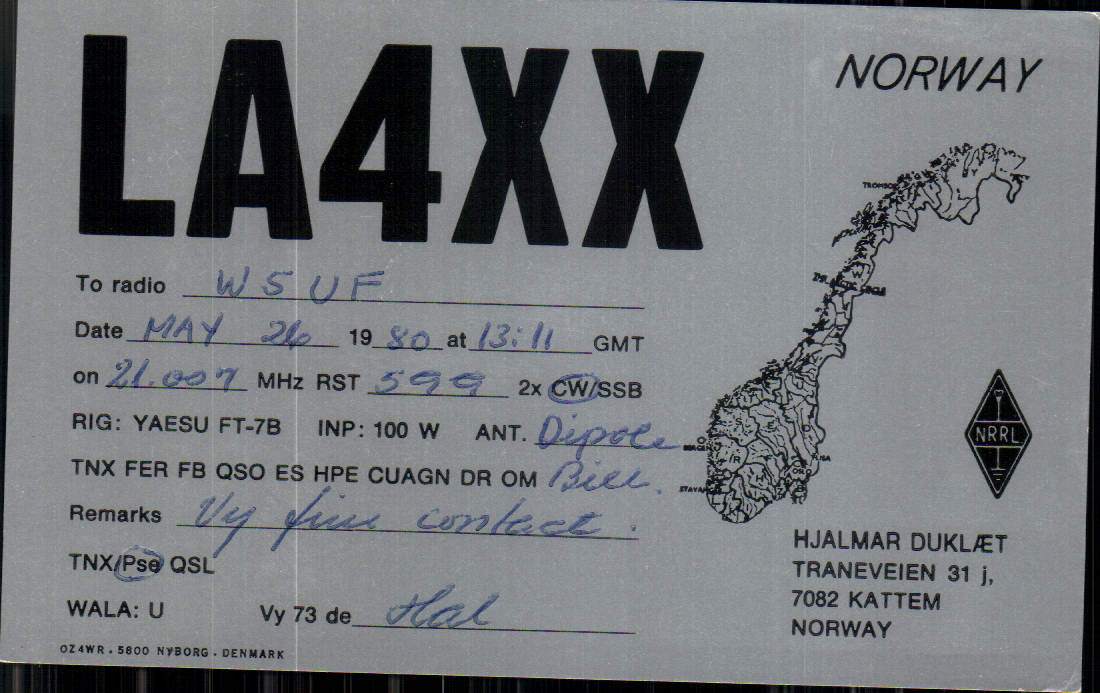 LA4XX
NORWAY
To radio W5UF
Date MAY 26 1980 at 13:11 GMT
on 21.007 MHz RST 599 2x CW/SSB
RIG: YAESU FT-7B INP: 100 W ANT. Dipole
TNX FER FB QSO ES HPE CUAGN DR OM Bill.
Remarks Vy fine contact.
TNX/Pse QSL
WALA: U Vy 73 de Hal
OZ4WR. 5800 NYBORG. DENMARK
TROMSØ
NRRL
HJALMAR DUKLÆT
TRANEVEIEN 31 j,
7082 KATTEM
NORWAY